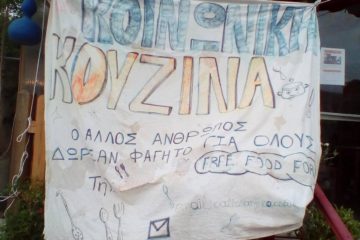 ΚΟΙΝΩΝΙΚΗ
ΚΟΥΖΙΝΑ
Ο ΑΛΛΟΣ ΑΝΘΡΩΠΟΣ
ΔΩΡΕΑΝ ΦΑΓΗΤΟ ΓΙΑ ΟΛΟΥΣ
FREE FOOD FOR
Τη